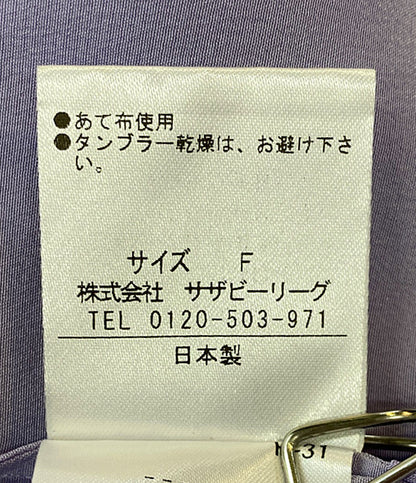 ●あて布使用
●タンブラー乾燥は、お避け下さ
い。
サイズ F
株式会社 サザビーリーグ
TEL 0120-503-971
日本製